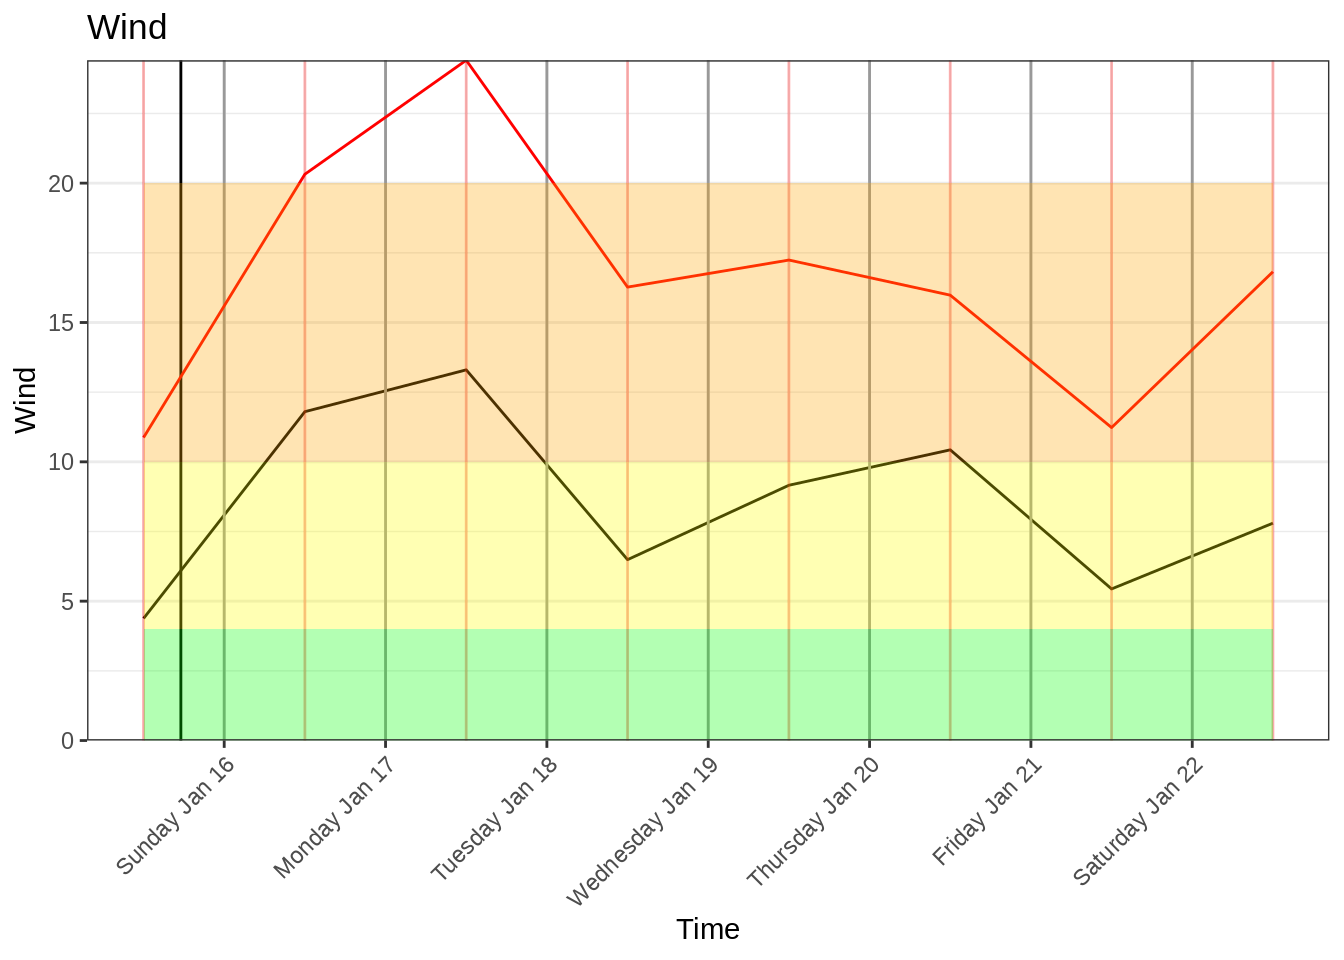 Wind
Wind
20
15
10
5
0
Sunday Jan 16
Monday Jan 17
Tuesday Jan 18
Wednesday Jan 19
Thursday Jan 20
Friday Jan 21
Saturday Jan 22
Time